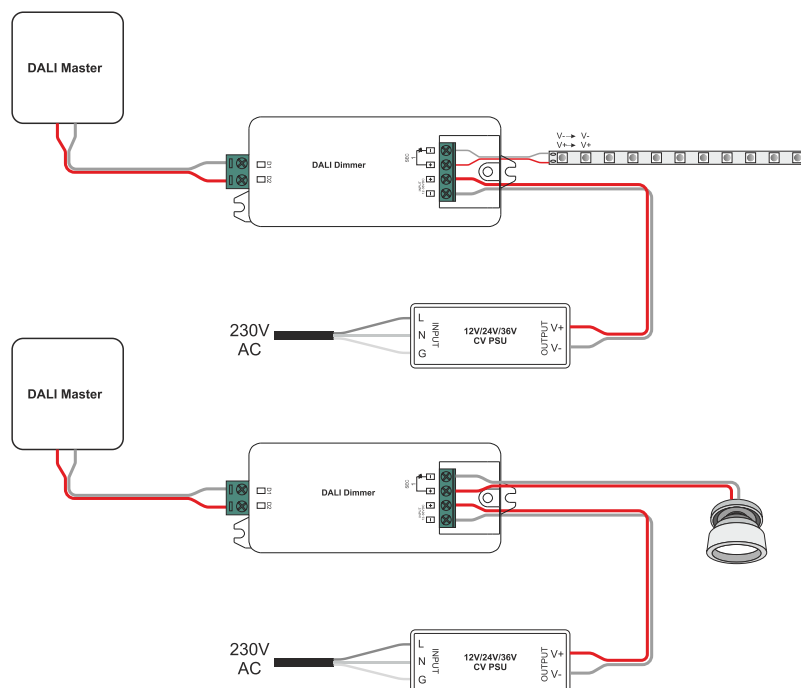 DALI Master
V- → V-
V+ → V+
D1
D2
DALI Dimmer
- 
+
+
-
230V
AC
L
N
G
INPUT
12V/24V/36V
CV PSU
OUTPUT
V+
V-
DALI Master
D1
D2
DALI Dimmer
-
+
+
-
230V
AC
L
N
G
INPUT
12V/24V/36V
CV PSU
OUTPUT
V+
V-